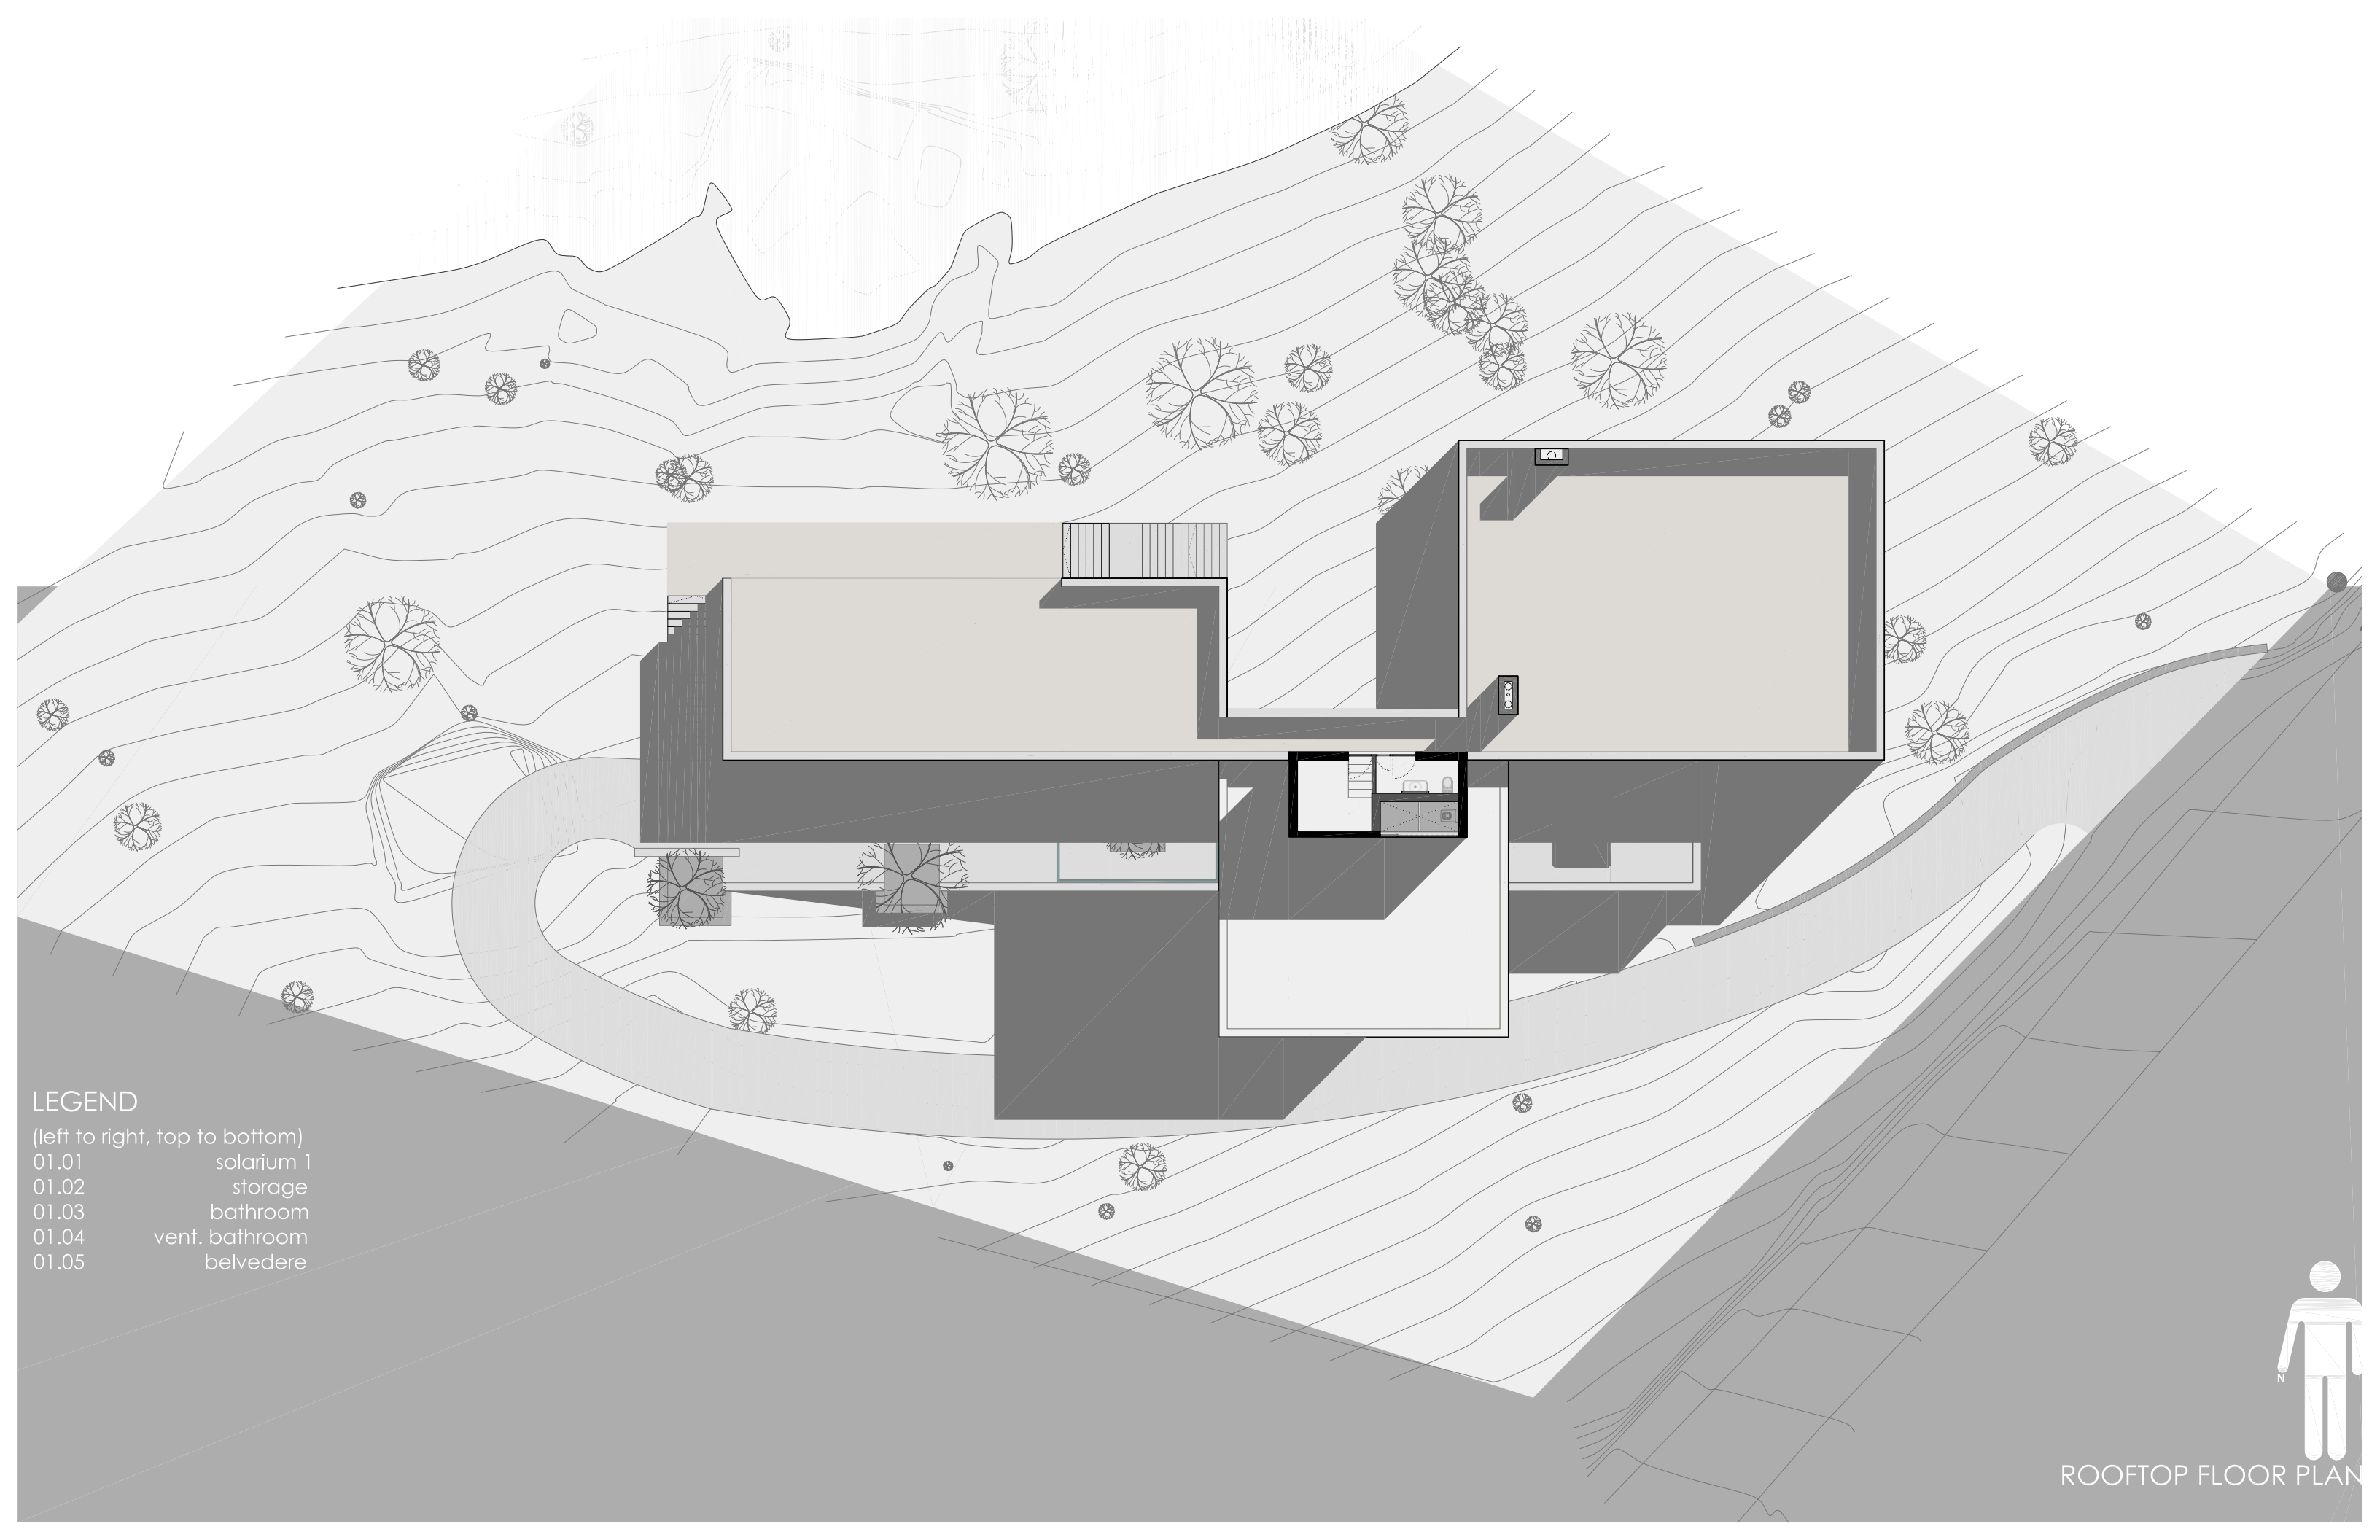 LEGEND
(left to right, top to bottom)
01.01 solarium 1
01.02 storage
01.03 bathroom
01.04 vent. bathroom
01.05 belvedere
N
ROOFTOP FLOOR PLAN